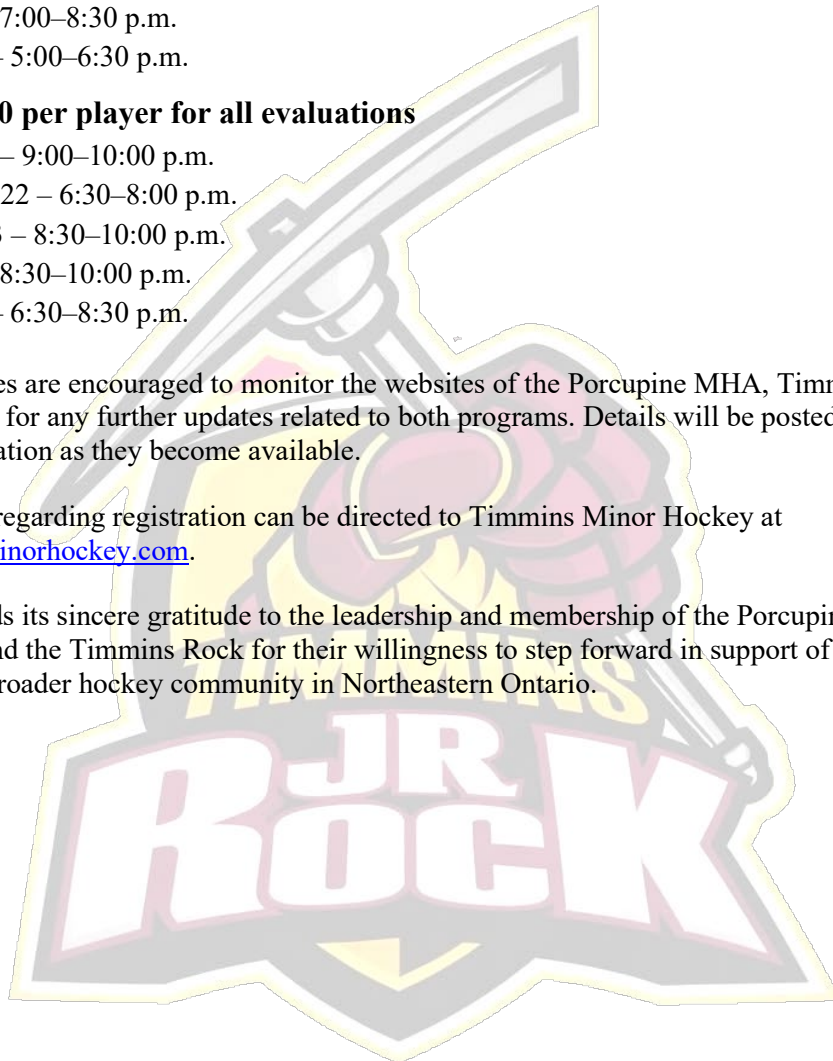 7:00–8:30 p.m.
– 5:00–6:30 p.m.
0 per player for all evaluations
– 9:00–10:00 p.m.
22 – 6:30–8:00 p.m.
– 8:30–10:00 p.m.
8:30–10:00 p.m.
– 6:30–8:30 p.m.
es are encouraged to monitor the websites of the Porcupine MHA, Timm
for any further updates related to both programs. Details will be posted
ation as they become available.
regarding registration can be directed to Timmins Minor Hockey at
inorhockey.com.
ds its sincere gratitude to the leadership and membership of the Porcupin
nd the Timmins Rock for their willingness to step forward in support of
roader hockey community in Northeastern Ontario.
TIMMINS
JR
ROCK